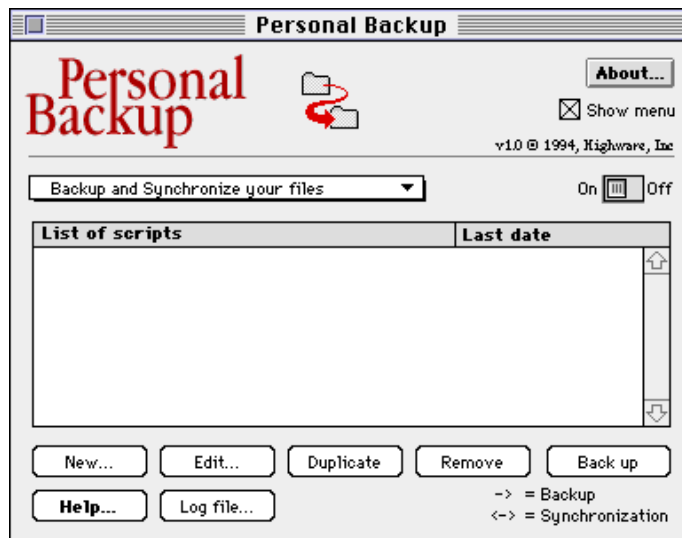 Personal Backup
Personal
Backup
About...
Show menu
v1.0 © 1994, Highware, Inc
Backup and Synchronize your files
On Off
List of scripts Last date
New... Edit... Duplicate Remove Back up
Help... Log file...
-> = Backup
<-> = Synchronization